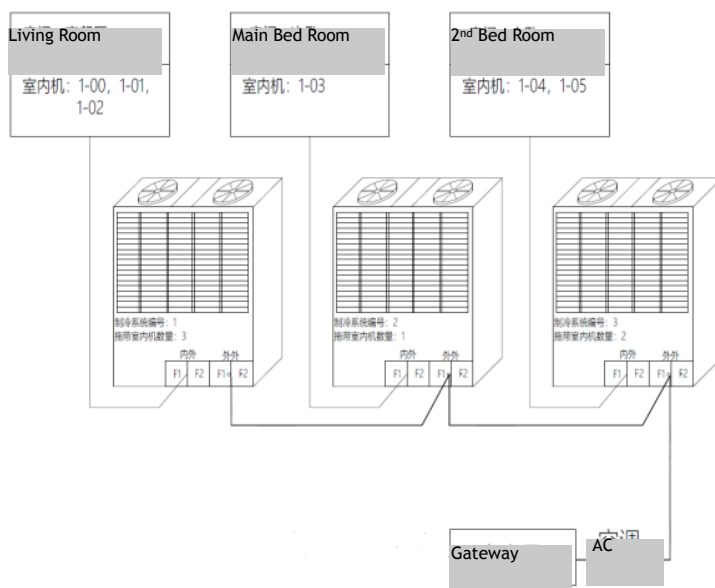 Living Room
室内机：1-00，1-01，
1-02
Main Bed Room
室内机：1-03
2nd Bed Room
室内机：1-04，1-05
制冷系统编号：1
拖带室内机数量：3
内外 外外
F1 F2 F1 F2
制冷系统编号：2
拖带室内机数量：1
内外 外外
F1 F2 F1 F2
制冷系统编号：3
拖带室内机数量：2
内外 外外
F1 F2 F1 F2
Gateway
空调
AC